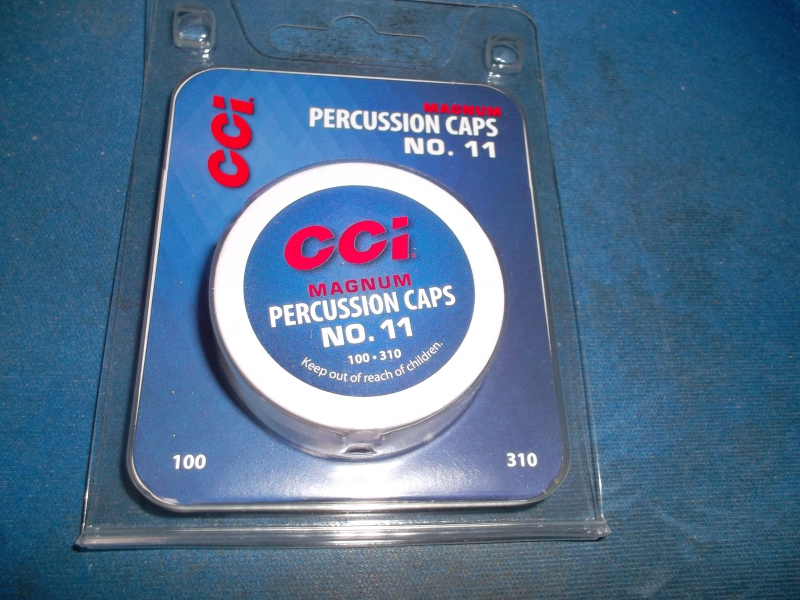 CCi
MAGNUM
PERCUSSION CAPS
NO. 11
CCi
MAGNUM
PERCUSSION CAPS
NO. 11
100 • 310
Keep out of reach of children.
100
310